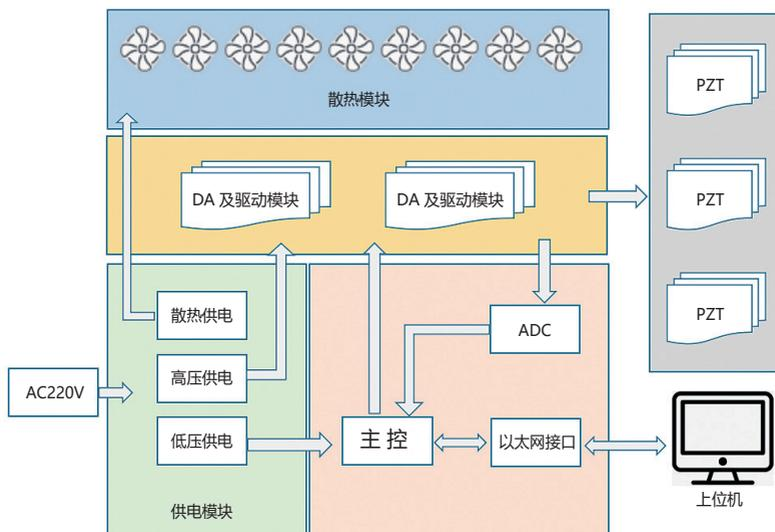 散热模块
PZT
DA 及驱动模块
DA 及驱动模块
PZT
PZT
散热供电
ADC
高压供电
AC220V
低压供电
主控
以太网接口
上位机
供电模块